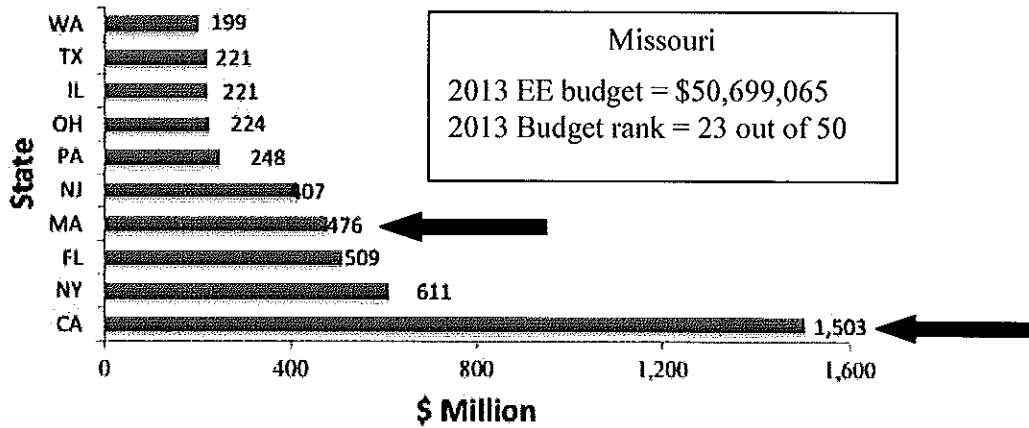 WA 199
TX 221
IL 221
OH 224
PA 248
NJ 407
MA 476
FL 509
NY 611
CA 1,503
State
0 400 800 1,200 1,600
$ Million
Missouri
2013 EE budget = $50,699,065
2013 Budget rank = 23 out of 50